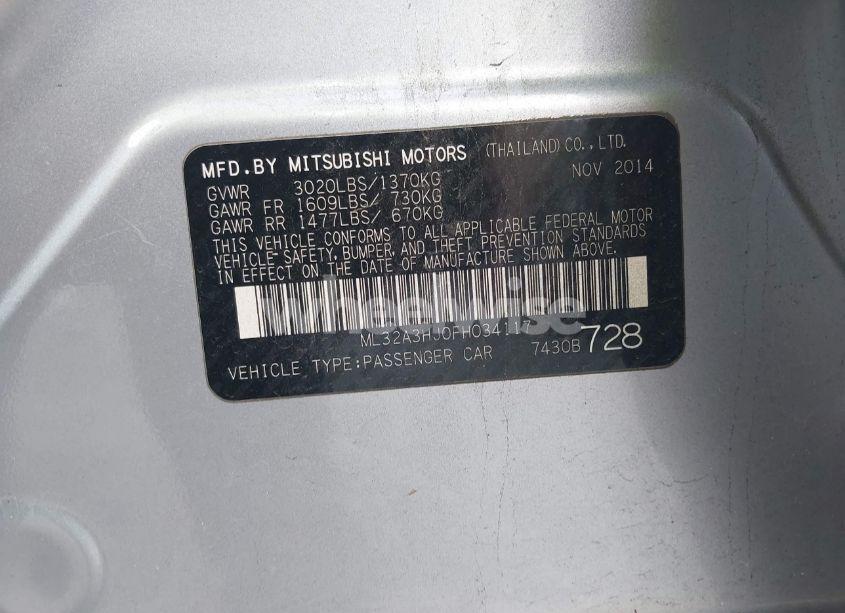 MFD.BY MITSUBISHI MOTORS (THAILAND) CO.,LTD.
NOV 2014
GVWR 3020LBS/1370KG
GAWR FR 1609LBS/ 730KG
GAWR RR 1477LBS/ 670KG
THIS VEHICLE CONFORMS TO ALL APPLICABLE FEDERAL MOTOR
VEHICLE-SAFETY, BUMPER, AND THEFT PREVENTION STANDARDS
IN EFFECT ON THE DATE OF MANUFACTURE SHOWN ABOVE.
wheelwise
ML32A3HJ0FH034117
VEHICLE TYPE:PASSENGER CAR 7430B 728